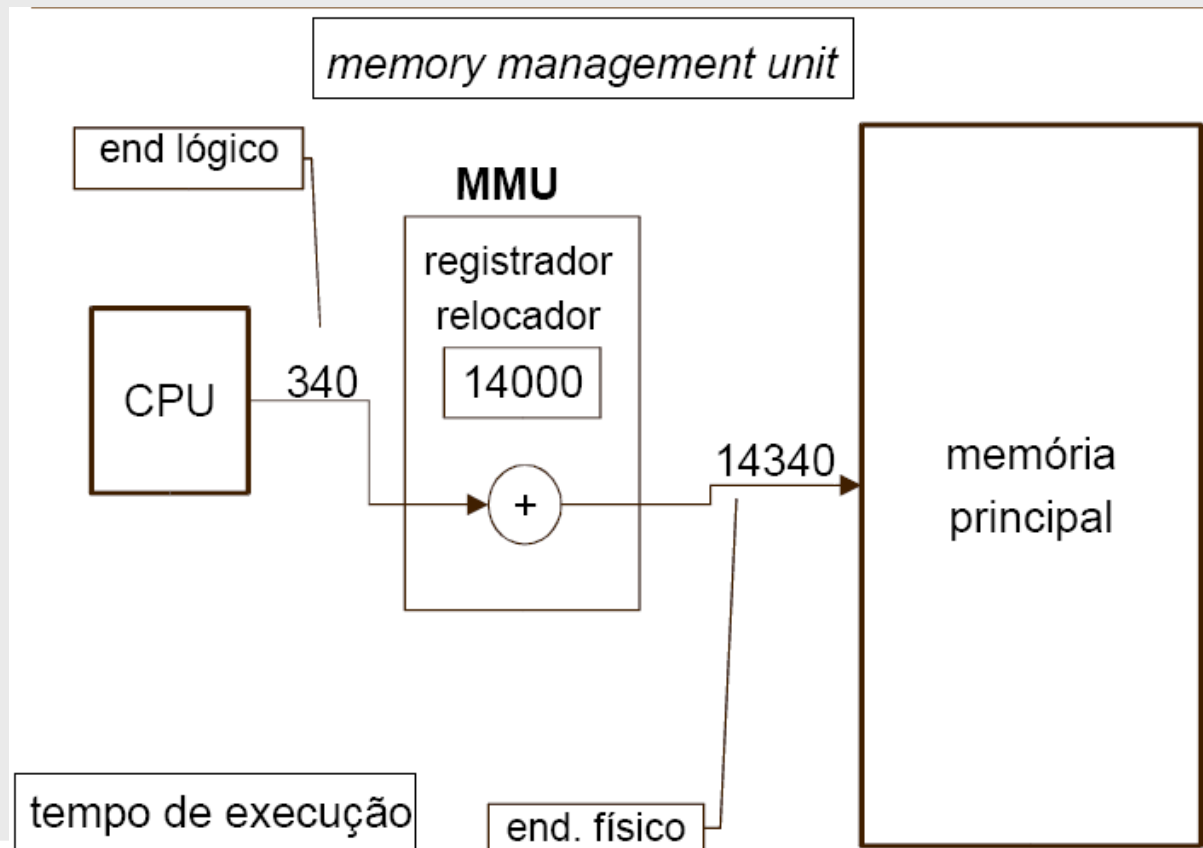 memory management unit
end lógico
MMU
registrador
relocador
14000
340
CPU
+
14340
memória
principal
tempo de execução
end. físico